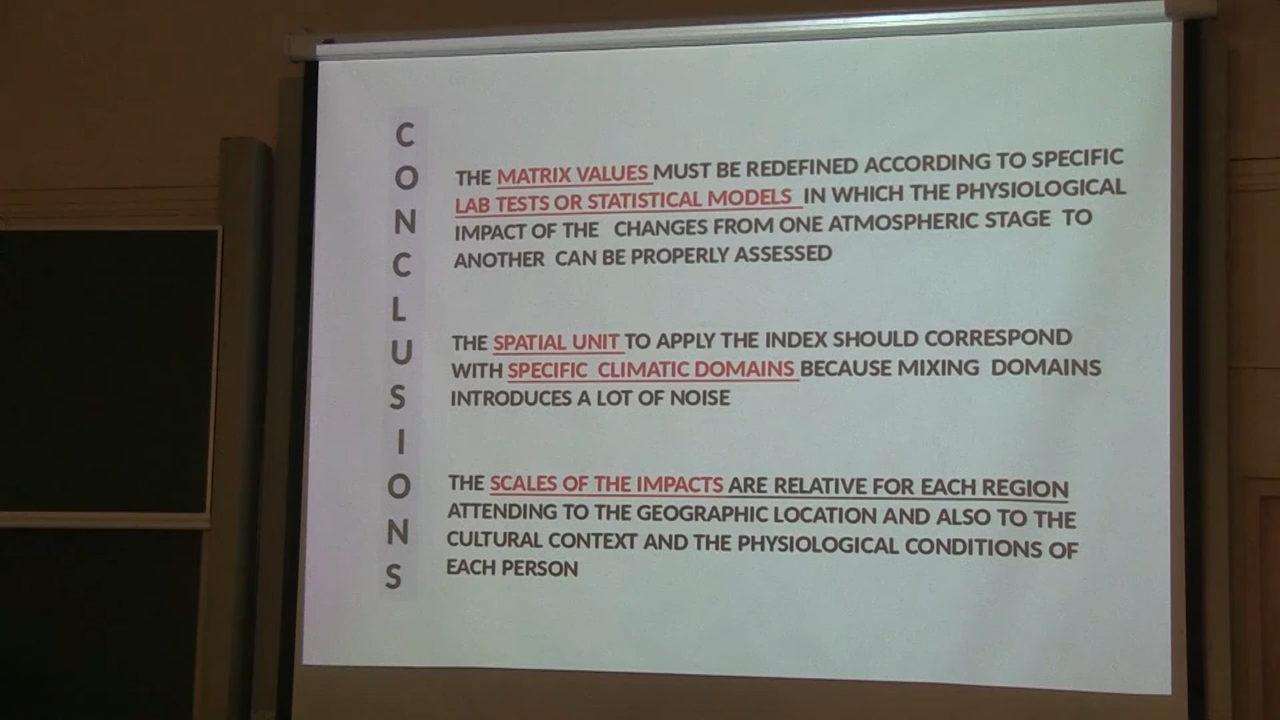 CONCLUSIONS
THE MATRIX VALUES MUST BE REDEFINED ACCORDING TO SPECIFIC
LAB TESTS OR STATISTICAL MODELS IN WHICH THE PHYSIOLOGICAL
IMPACT OF THE CHANGES FROM ONE ATMOSPHERIC STAGE TO
ANOTHER CAN BE PROPERLY ASSESSED
THE SPATIAL UNIT TO APPLY THE INDEX SHOULD CORRESPOND
WITH SPECIFIC CLIMATIC DOMAINS BECAUSE MIXING DOMAINS
INTRODUCES A LOT OF NOISE
THE SCALES OF THE IMPACTS ARE RELATIVE FOR EACH REGION
ATTENDING TO THE GEOGRAPHIC LOCATION AND ALSO TO THE
CULTURAL CONTEXT AND THE PHYSIOLOGICAL CONDITIONS OF
EACH PERSON